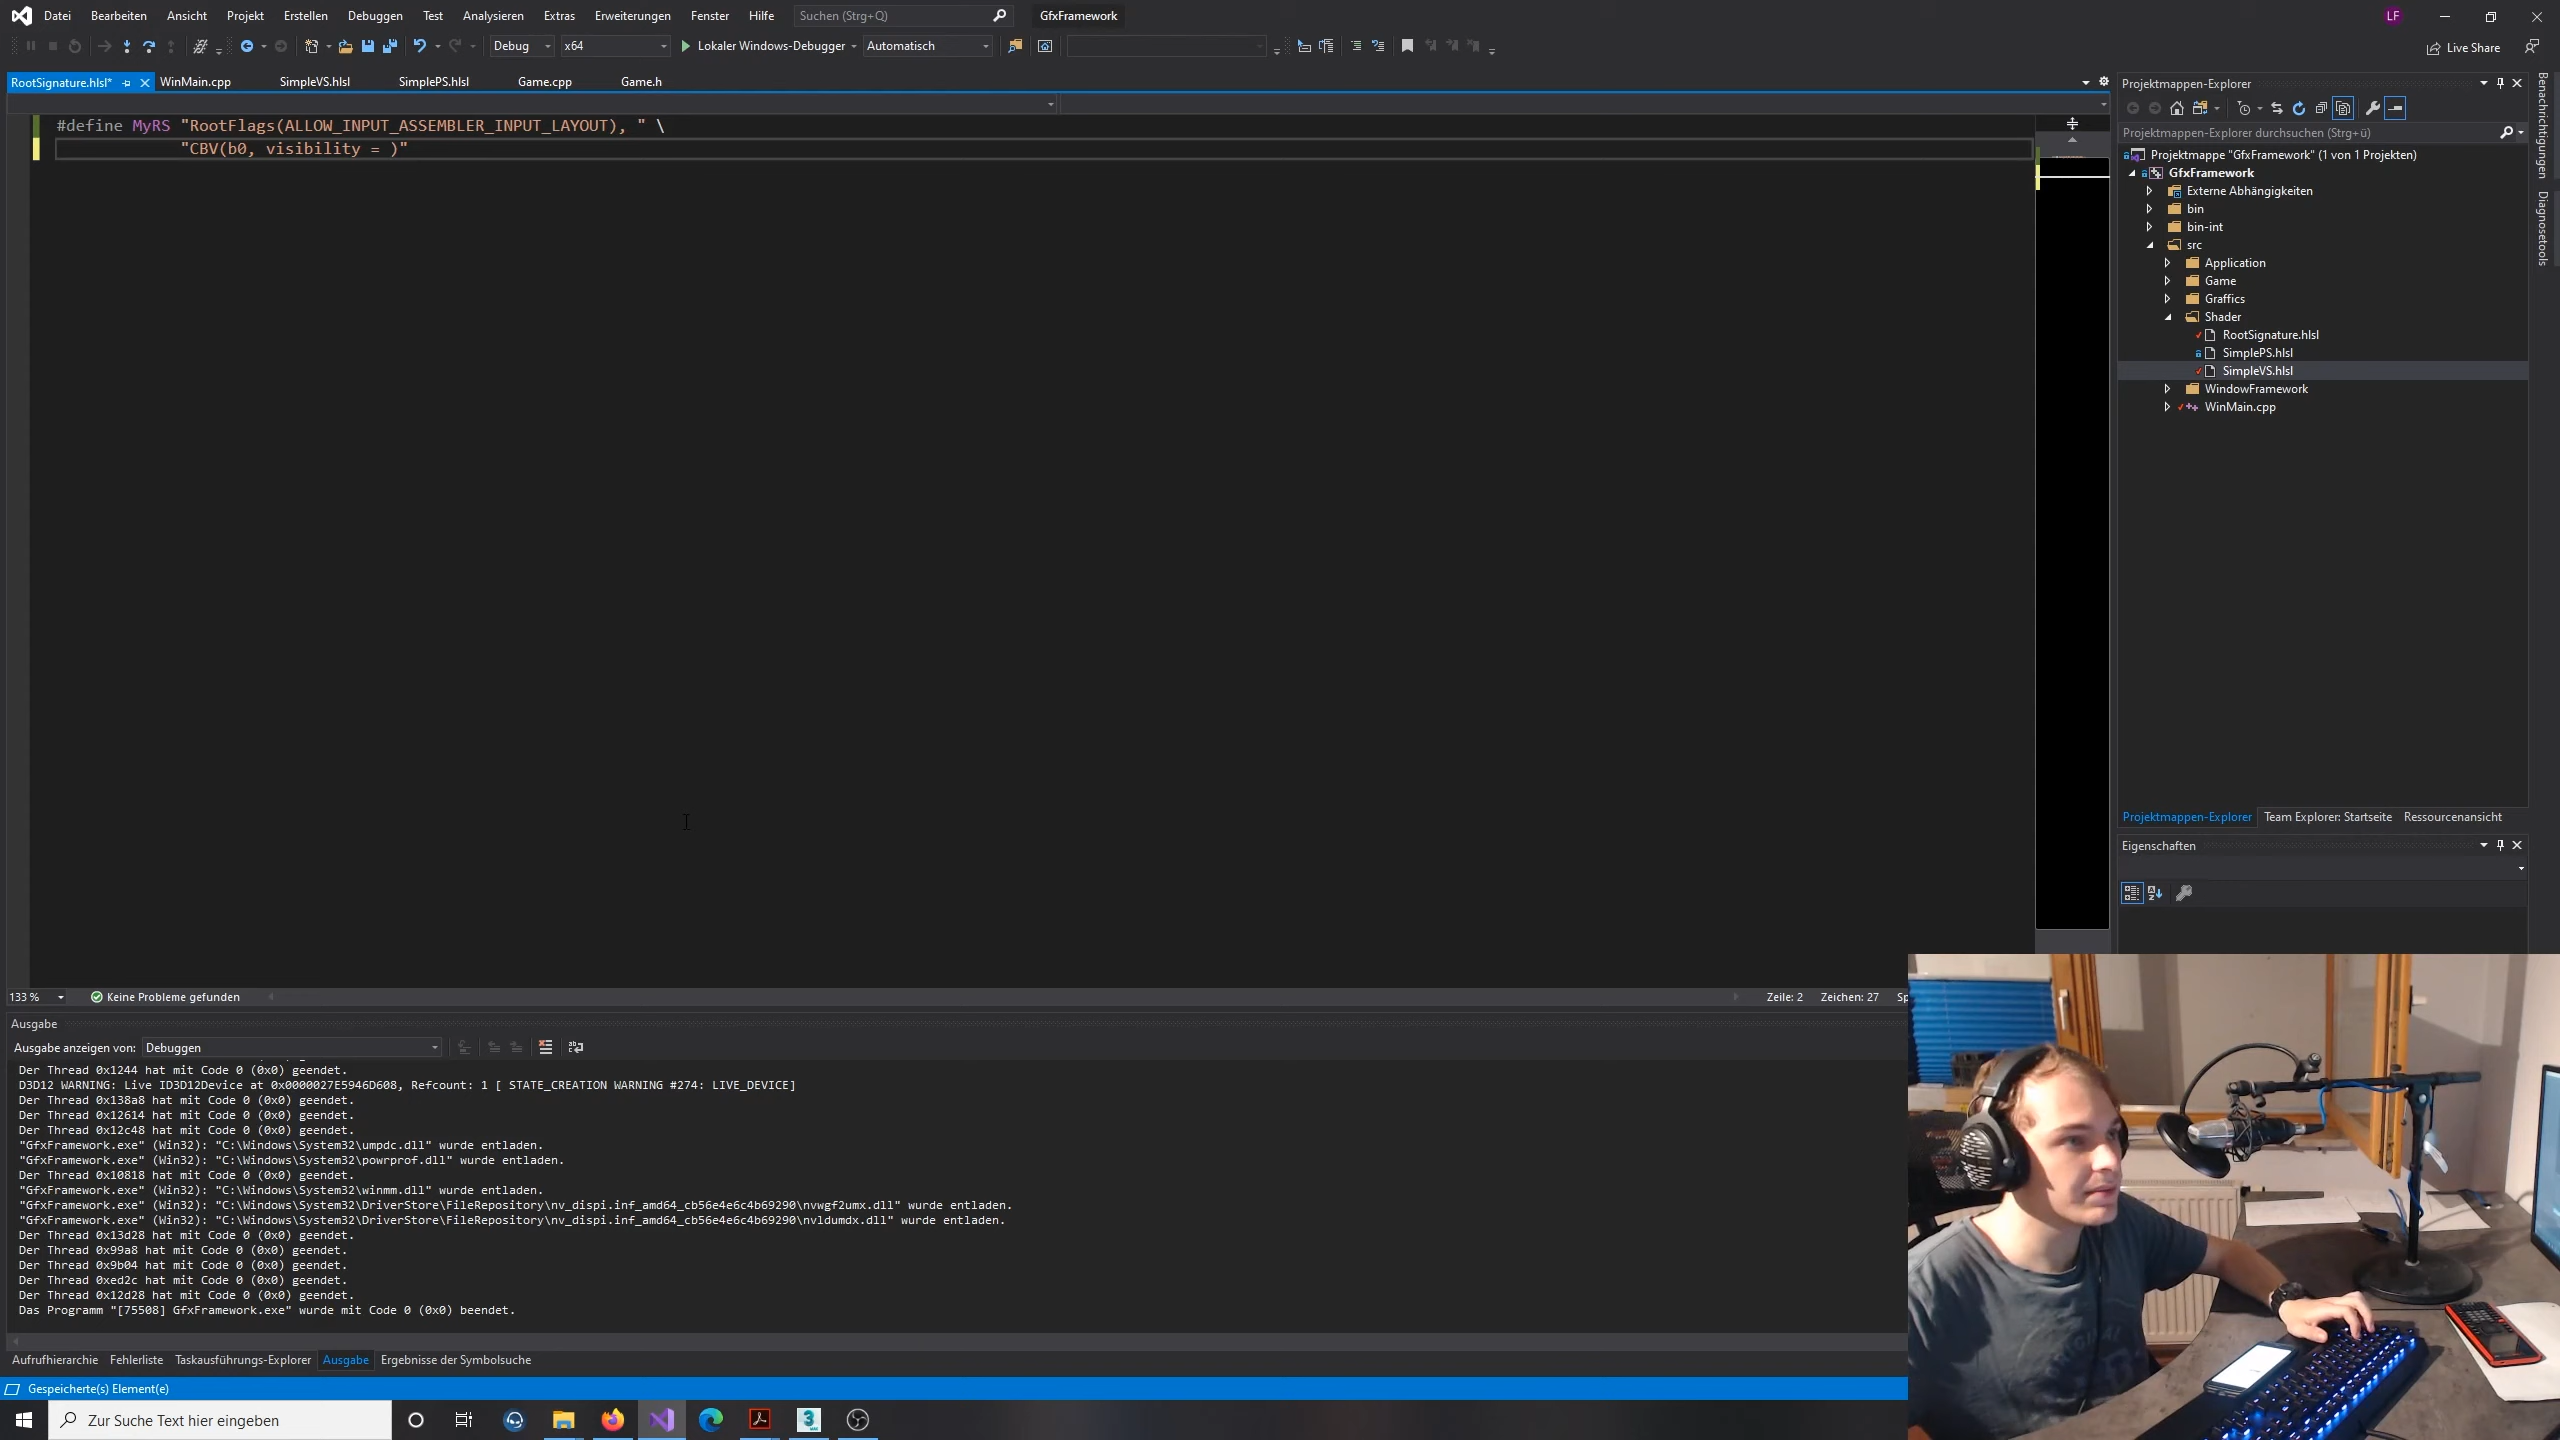 Datei Bearbeiten Ansicht Projekt Erstellen Debuggen Test Analysieren Extras Erweiterungen Fenster Hilfe Suchen (Strg+Q) GfxFramework LF
Debug x64 Lokaler Windows-Debugger Automatisch Live Share
RootSignature.hlsl* WinMain.cpp SimpleVS.hlsl SimplePS.hlsl Game.cpp Game.h
#define MyRS "RootFlags(ALLOW_INPUT_ASSEMBLER_INPUT_LAYOUT), " \
"CBV(b0, visibility = )"
133 % Keine Probleme gefunden Zeile: 2 Zeichen: 27 Sp
Ausgabe
Ausgabe anzeigen von: Debuggen
Der Thread 0x1244 hat mit Code 0 (0x0) geendet.
D3D12 WARNING: Live ID3D12Device at 0x0000027E5946D608, Refcount: 1 [ STATE_CREATION WARNING #274: LIVE_DEVICE]
Der Thread 0x138a8 hat mit Code 0 (0x0) geendet.
Der Thread 0x12614 hat mit Code 0 (0x0) geendet.
Der Thread 0x12c48 hat mit Code 0 (0x0) geendet.
"GfxFramework.exe" (Win32): "C:\Windows\System32\umpdc.dll" wurde entladen.
"GfxFramework.exe" (Win32): "C:\Windows\System32\powrprof.dll" wurde entladen.
Der Thread 0x10818 hat mit Code 0 (0x0) geendet.
"GfxFramework.exe" (Win32): "C:\Windows\System32\winmm.dll" wurde entladen.
"GfxFramework.exe" (Win32): "C:\Windows\System32\DriverStore\FileRepository\nv_dispi.inf_amd64_cb56e4e6c4b69290\nvwgf2umx.dll" wurde entladen.
"GfxFramework.exe" (Win32): "C:\Windows\System32\DriverStore\FileRepository\nv_dispi.inf_amd64_cb56e4e6c4b69290\nvldumdx.dll" wurde entladen.
Der Thread 0x13d28 hat mit Code 0 (0x0) geendet.
Der Thread 0x99a8 hat mit Code 0 (0x0) geendet.
Der Thread 0x9b04 hat mit Code 0 (0x0) geendet.
Der Thread 0xed2c hat mit Code 0 (0x0) geendet.
Der Thread 0x12d28 hat mit Code 0 (0x0) geendet.
Das Programm "[75508] GfxFramework.exe" wurde mit Code 0 (0x0) beendet.
Aufrufhierarchie Fehlerliste Taskausführungs-Explorer Ausgabe Ergebnisse der Symbolsuche
Gespeicherte(s) Element(e)
Zur Suche Text hier eingeben
Projektmappen-Explorer
Projektmappen-Explorer durchsuchen (Strg+ü)
Projektmappe "GfxFramework" (1 von 1 Projekten)
GfxFramework
Externe Abhängigkeiten
bin
bin-int
src
Application
Game
Graffics
Shader
RootSignature.hlsl
SimplePS.hlsl
SimpleVS.hlsl
WindowFramework
WinMain.cpp
Projektmappen-Explorer Team Explorer: Startseite Ressourcenansicht
Eigenschaften
Benachrichtigungen
Diagnosetools